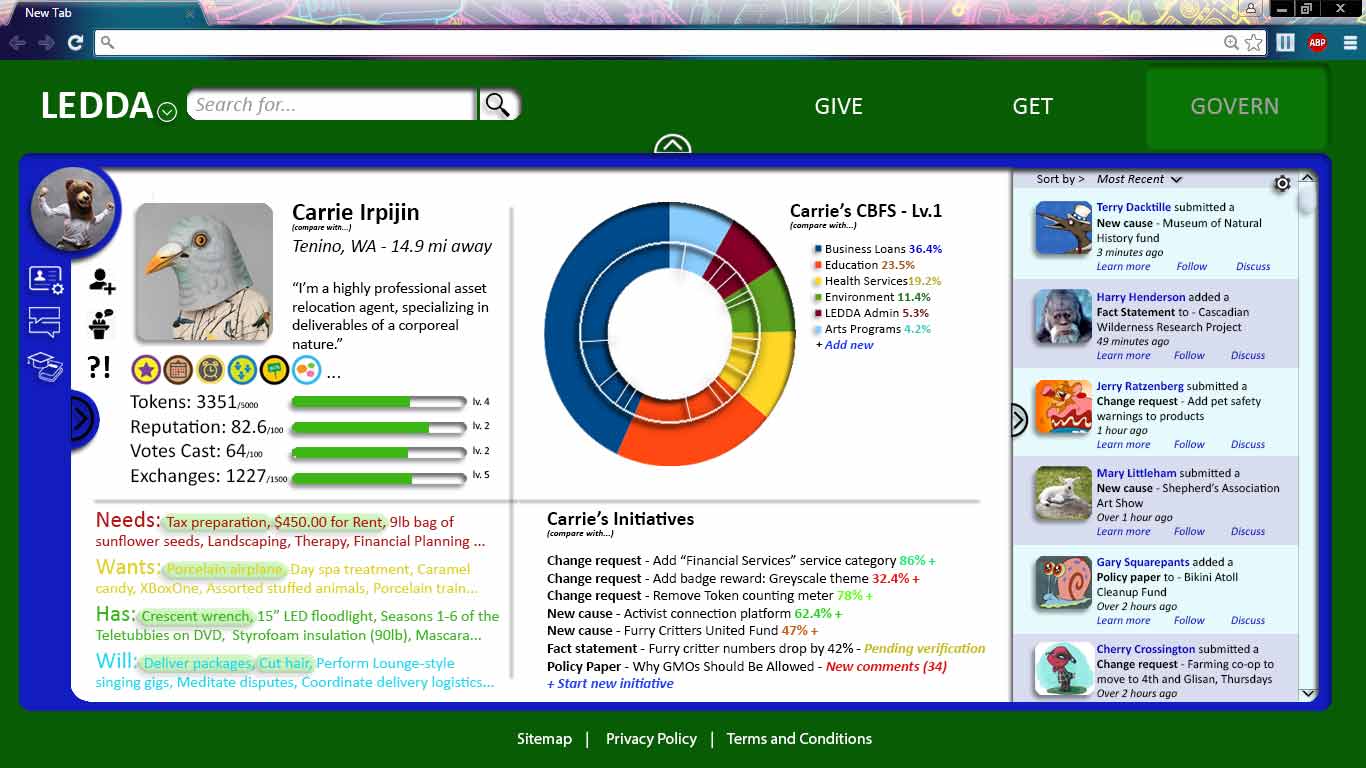 New Tab
ABP
LEDDA
Search for...
GIVE
GET
GOVERN
Carrie Irpijin
(compare with...)
Tenino, WA - 14.9 mi away
“I’m a highly professional asset
relocation agent, specializing in
deliverables of a corporeal
nature.”
?!
...
Tokens: 3351/5000
lv. 4
Reputation: 82.6/100
lv. 2
Votes Cast: 64/100
lv. 2
Exchanges: 1227/1500
lv. 5
Carrie’s CBFS - Lv.1
(compare with...)
Business Loans 36.4%
Education 23.5%
Health Services19.2%
Environment 11.4%
LEDDA Admin 5.3%
Arts Programs 4.2%
+ Add new
Needs: Tax preparation, $450.00 for Rent, 9lb bag of
sunflower seeds, Landscaping, Therapy, Financial Planning ...
Wants: Porcelain airplane, Day spa treatment, Caramel
candy, XBoxOne, Assorted stuffed animals, Porcelain train...
Has: Crescent wrench, 15” LED floodlight, Seasons 1-6 of the
Teletubbies on DVD, Styrofoam insulation (90lb), Mascara...
Will: Deliver packages, Cut hair, Perform Lounge-style
singing gigs, Meditate disputes, Coordinate delivery logistics...
Carrie’s Initiatives
(compare with...)
Change request - Add “Financial Services” service category 86% +
Change request - Add badge reward: Greyscale theme 32.4% +
Change request - Remove Token counting meter 78% +
New cause - Activist connection platform 62.4% +
New cause - Furry Critters United Fund 47% +
Fact statement - Furry critter numbers drop by 42% - Pending verification
Policy Paper - Why GMOs Should Be Allowed - New comments (34)
+ Start new initiative
Sort by > Most Recent
Terry Dacktille submitted a
New cause - Museum of Natural
History fund
3 minutes ago
Learn more Follow Discuss
Harry Henderson added a
Fact Statement to - Cascadian
Wilderness Research Project
49 minutes ago
Learn more Follow Discuss
Jerry Ratzenberg submitted a
Change request - Add pet safety
warnings to products
1 hour ago
Learn more Follow Discuss
Mary Littleham submitted a
New cause - Shepherd’s Association
Art Show
Over 1 hour ago
Learn more Follow Discuss
Gary Squarepants added a
Policy paper to - Bikini Atoll
Cleanup Fund
Over 2 hours ago
Learn more Follow Discuss
Cherry Crossington submitted a
Change request - Farming co-op to
move to 4th and Glisan, Thursdays
Over 2 hours ago
Sitemap | Privacy Policy | Terms and Conditions